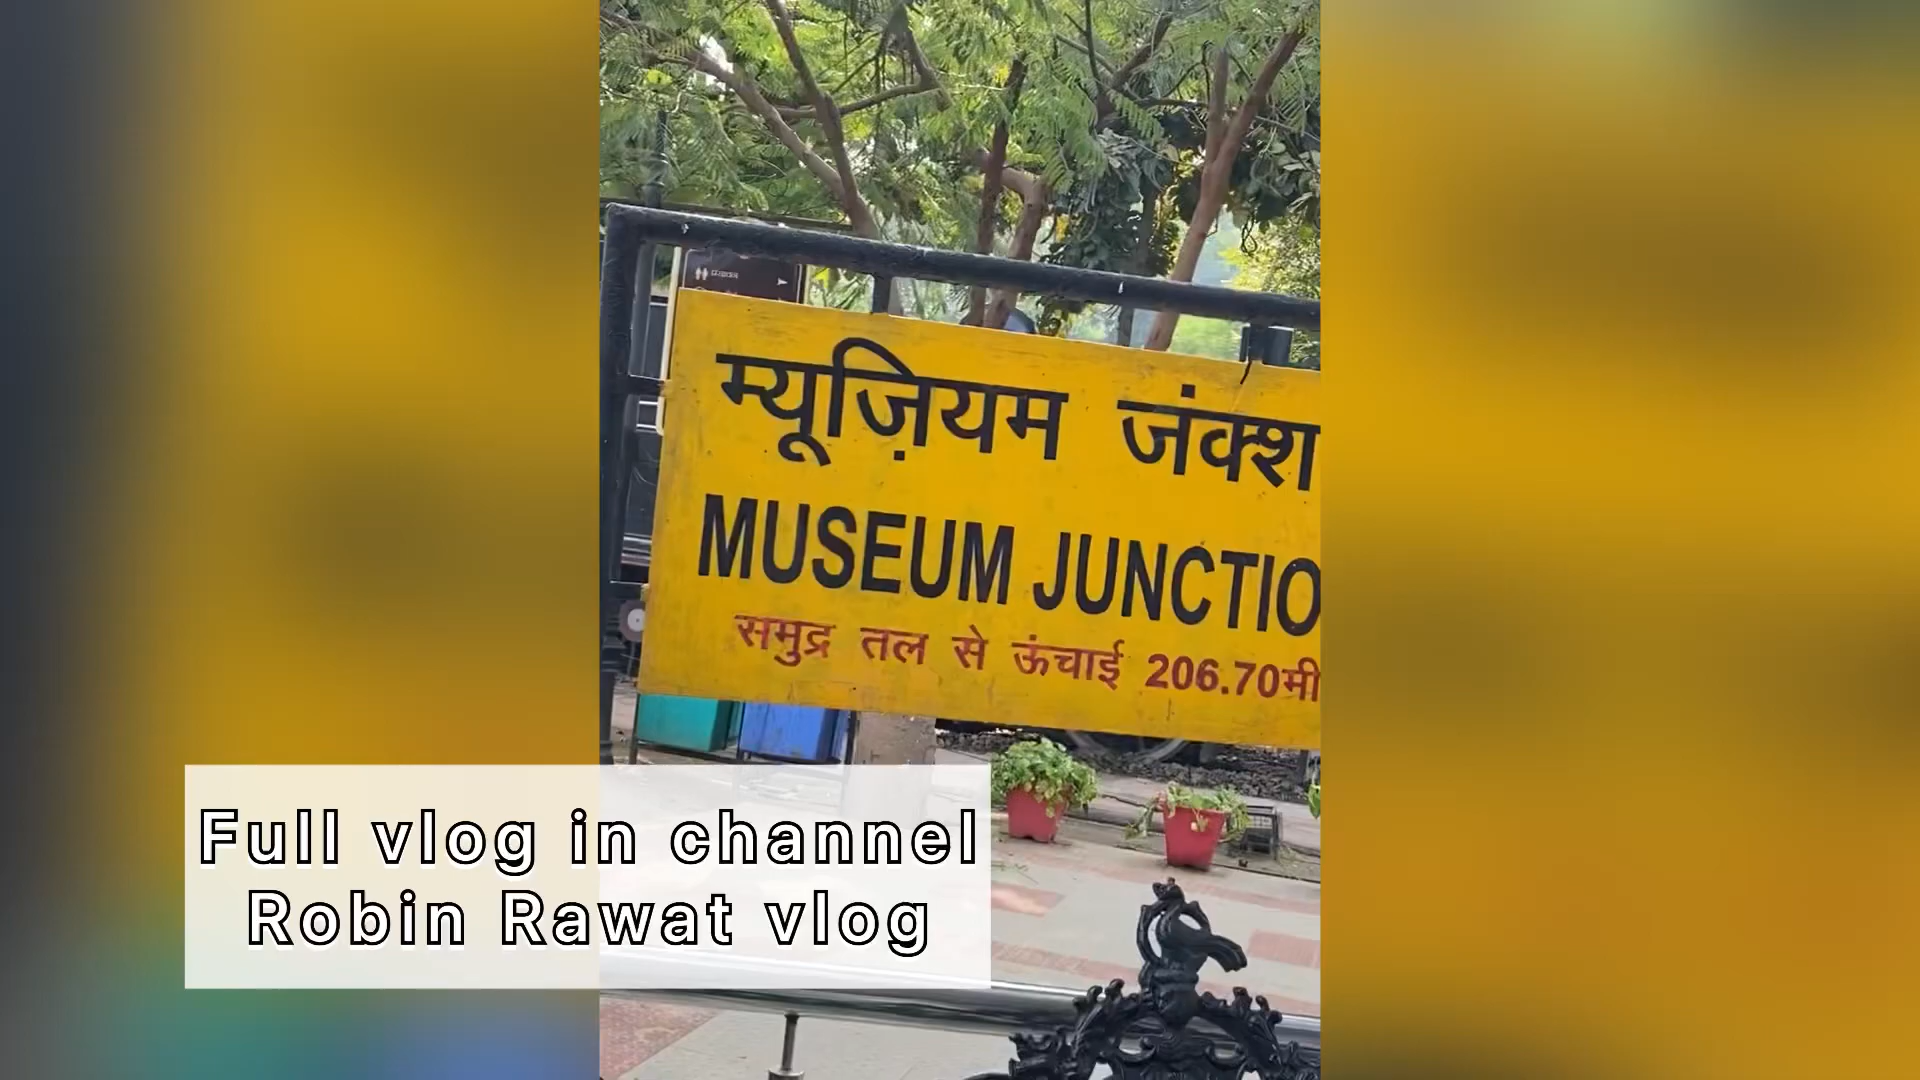 म्यूज़ियम जंक्श
MUSEUM JUNCTIO
समुद्र तल से ऊंचाई 206.70मी
Full vlog in channel
Robin Rawat vlog